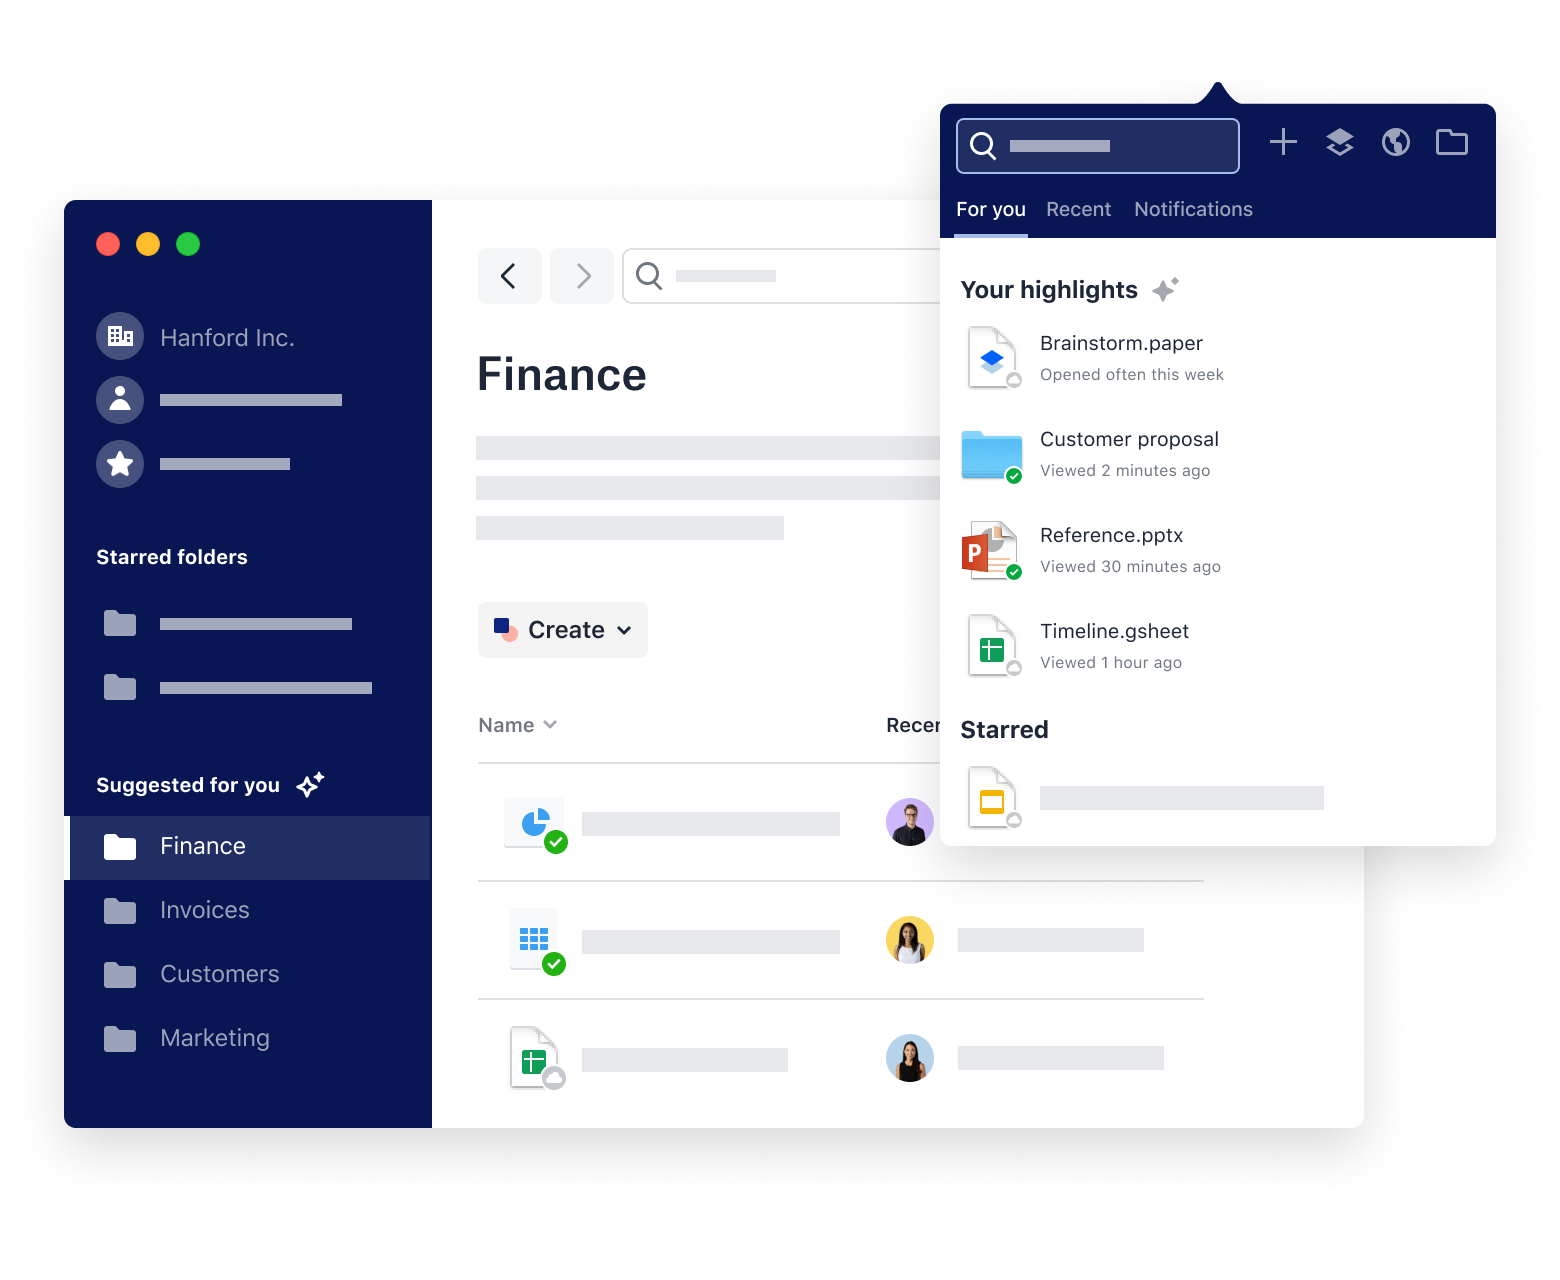 Hanford Inc.
Starred folders
Suggested for you
Finance
Invoices
Customers
Marketing
Finance
Create
Name
Recen
For you
Recent
Notifications
Your highlights
Brainstorm.paper
Opened often this week
Customer proposal
Viewed 2 minutes ago
P
Reference.pptx
Viewed 30 minutes ago
Timeline.gsheet
Viewed 1 hour ago
Starred